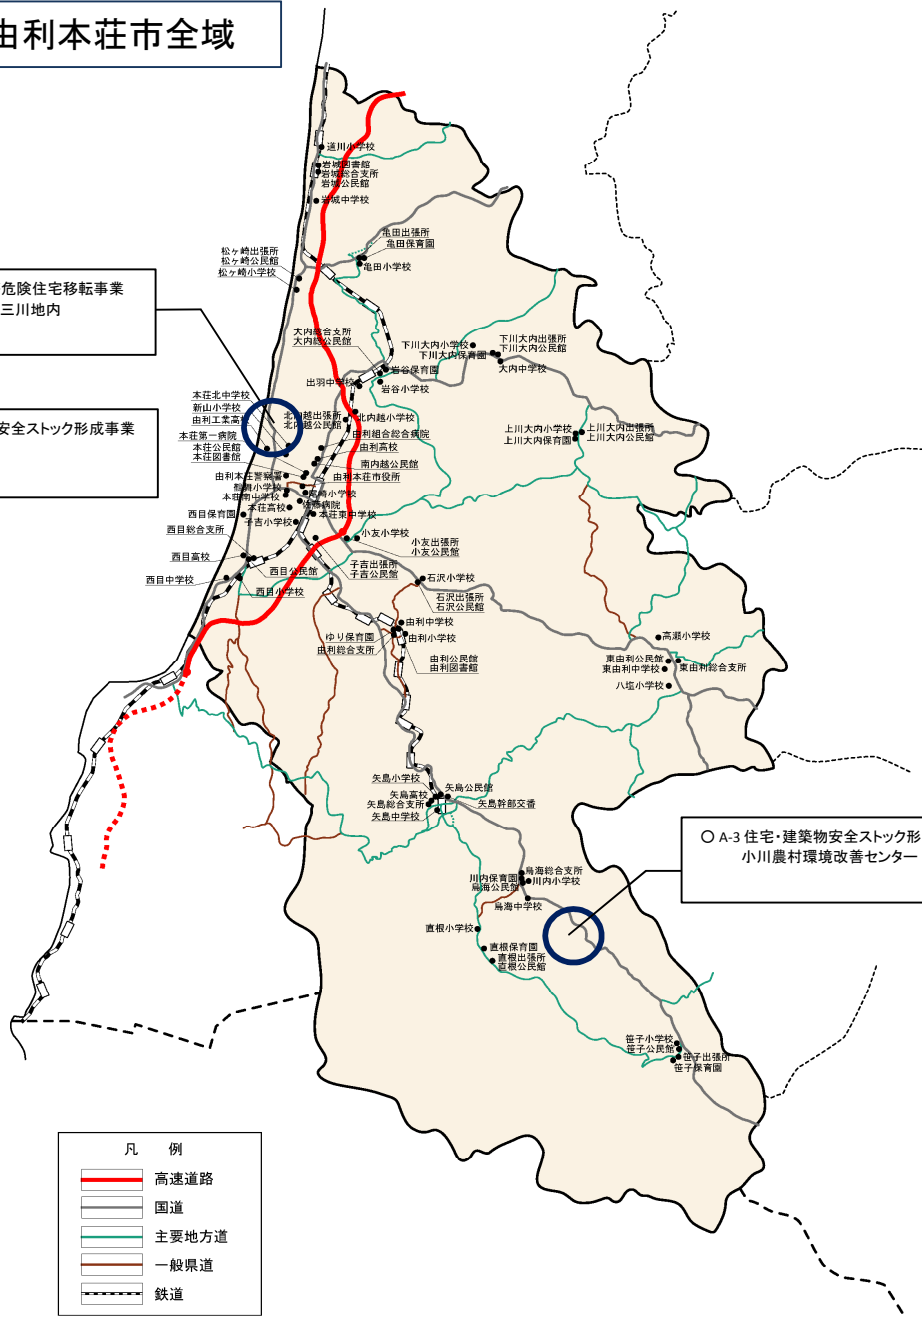 由利本荘市全域
道川小学校
岩城図書館
岩城総合支所
岩城公民館
岩城中学校
亀田出張所
亀田保育園
亀田小学校
松ヶ崎出張所
松ヶ崎公民館
松ヶ崎小学校
危険住宅移転事業
三川地内
大内総合支所
大内総公民館
下川大内小学校
下川大内保育園
下川大内出張所
下川大内公民館
大内中学校
岩谷保育園
出羽中学校
岩谷小学校
本荘北中学校
新山小学校
由利工業高校
北内越出張所
北内越公民館
北内越小学校
安全ストック形成事業
本荘第一病院
本荘公民館
本荘図書館
由利組合総合病院
由利高校
南内越公民館
上川大内小学校
上川大内保育園
上川大内出張所
上川大内公民館
由利本荘警察署
由利本荘市役所
鶴舞小学校
尾崎小学校
本荘南中学校
佐藤病院
本荘高校
本荘東中学校
西目保育園
子吉小学校
西目総合支所
小友小学校
小友出張所
小友公民館
西目高校
西目公民館
子吉出張所
子吉公民館
西目中学校
西目小学校
石沢小学校
石沢出張所
石沢公民館
由利中学校
ゆり保育園
由利小学校
由利総合支所
由利公民館
由利図書館
高瀬小学校
東由利公民館
東由利中学校
東由利総合支所
八塩小学校
矢島小学校
矢島公民館
矢島高校
矢島総合支所
矢島幹部交番
矢島中学校
○ A-3 住宅・建築物安全ストック形
小川農村環境改善センター
鳥海総合支所
川内保育園
川内小学校
鳥海公民館
鳥海中学校
直根小学校
直根保育園
直根出張所
直根公民館
笹子小学校
笹子公民館
笹子出張所
笹子保育園
凡 例
高速道路
国道
主要地方道
一般県道
鉄道